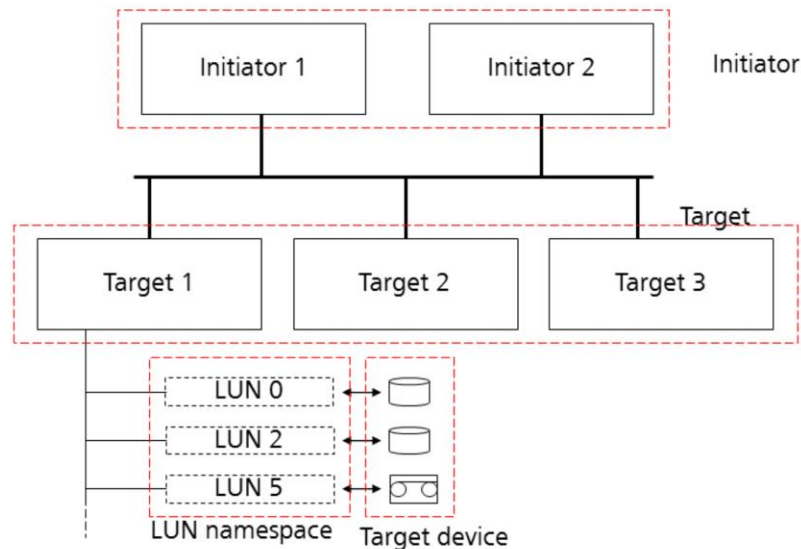 Initiator 1
Initiator 2
Initiator
Target
Target 1
Target 2
Target 3
LUN 0
LUN 2
LUN 5
LUN namespace
Target device